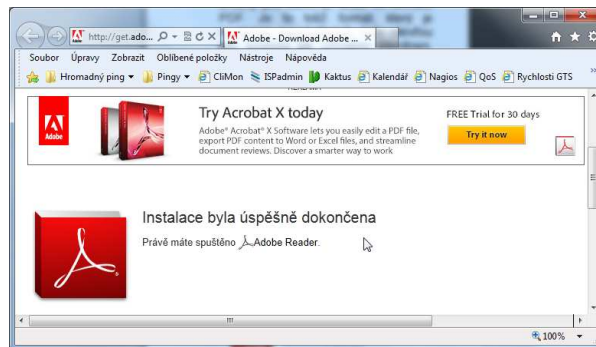 http://get.ado...
Adobe - Download Adobe ...
Soubor Úpravy Zobrazit Oblíbené položky Nástroje Nápověda
Hromadný ping Pingy CliMon ISPadmin Kaktus Kalendář Nagios QoS Rychlosti GTS
Adobe
Try Acrobat X today
Adobe® Acrobat® X Software lets you easily edit a PDF file,
export PDF content to Word or Excel files, and streamline
document reviews. Discover a smarter way to work
FREE Trial for 30 days
Try it now
Instalace byla úspěšně dokončena
Právě máte spuštěno Adobe Reader.
100%